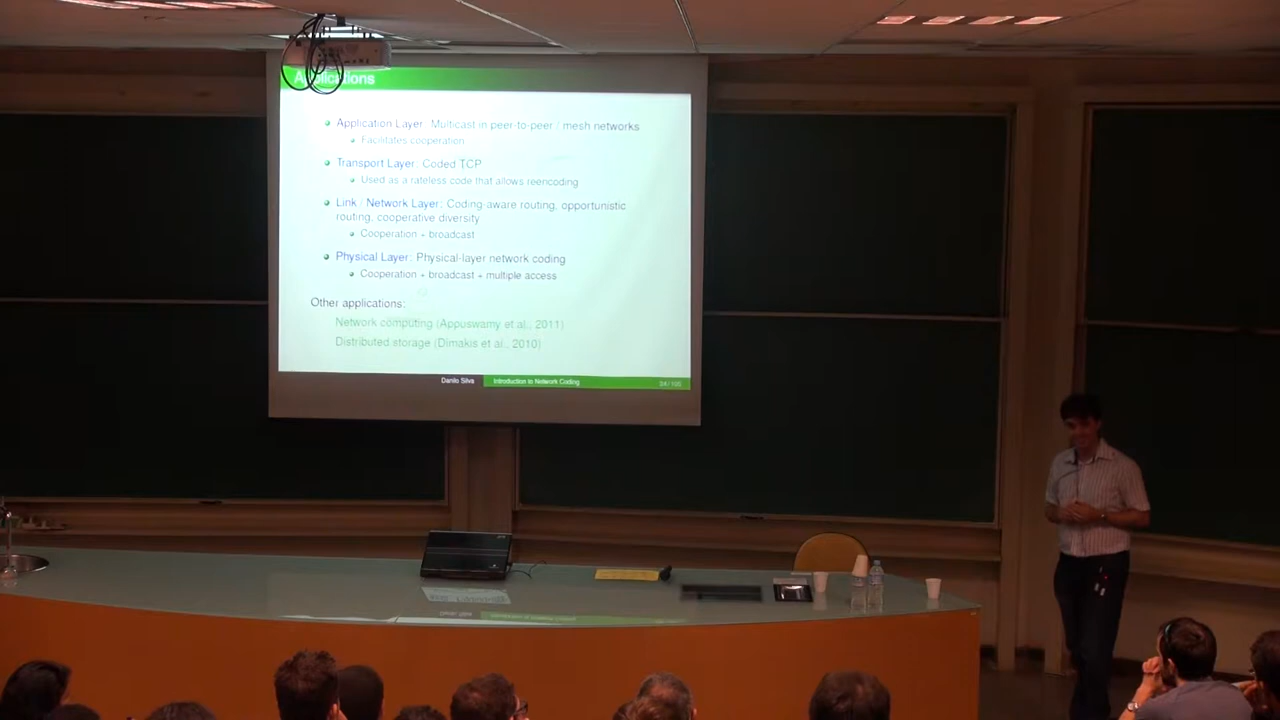 Applications
Application Layer: Multicast in peer-to-peer / mesh networks
Facilitates cooperation
Transport Layer: Coded TCP
Used as a rateless code that allows reencoding
Link / Network Layer: Coding-aware routing, opportunistic
routing, cooperative diversity
Cooperation + broadcast
Physical Layer: Physical-layer network coding
Cooperation + broadcast + multiple access
Other applications:
Network computing (Appuswamy et al., 2011)
Distributed storage (Dimakis et al., 2010)
Danilo Silva Introduction to Network Coding